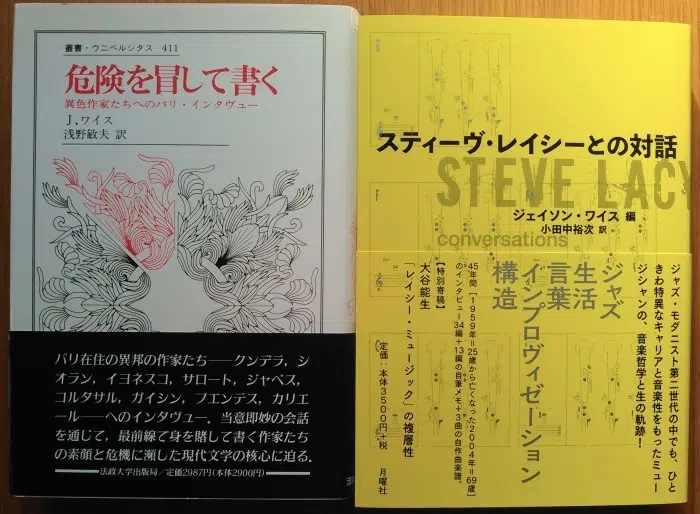 叢書・ウニベルシタス 411
危険を冒して書く
異色作家たちへのパリ・インタヴュー
J.ワイス
浅野敏夫 訳
パリ在住の異邦の作家たち――クンデラ,シ
オラン,イヨネスコ,サロート,ジャベス,
コルタサル,ガイシン,フエンテス,カリエ
ール――へのインタヴュー.当意即妙の会話
を通じて,最前線で身を賭して書く作家たち
の素顔と危機に瀕した現代文学の核心に迫る.
法政大学出版局/定価2987円(本体2900円)
スティーヴ・レイシーとの対話
STEVE LACY
ジェイソン・ワイス 編
小田中裕次 訳
conversations
ジャズ・モダニスト第二世代の中でも、ひと
きわ特異なキャリアと音楽性をもったミュー
ジシャンの、音楽哲学と生の軌跡!
ジャズ
生活
言葉
インプロヴィゼーション
構造
45年間[1959年=25歳から亡くなった2004年=69歳]
のインタビュー34編+13編の自筆メモ+3曲の自作曲楽譜。
【特別寄稿】
大谷能生
「レイシー・ミュージック」の複層性
定価・本体3500円+税
月曜社